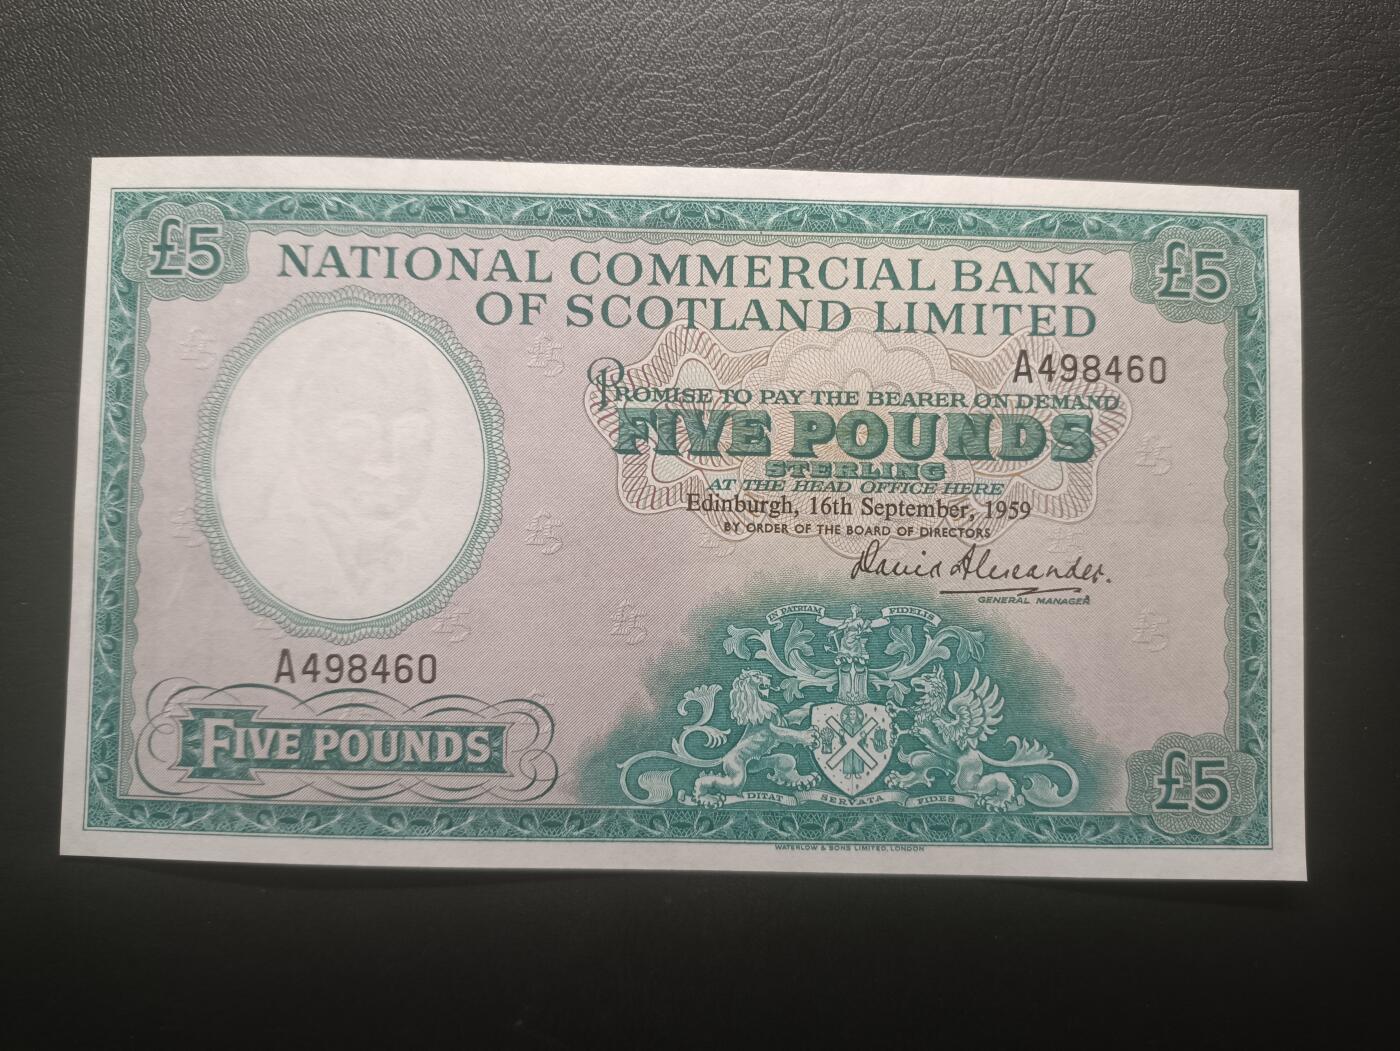 £5
£5
NATIONAL COMMERCIAL BANK
OF SCOTLAND LIMITED
A498460
PROMISE TO PAY THE BEARER ON DEMAND
FIVE POUNDS
STERLING
AT THE HEAD OFFICE HERE
Edinburgh, 16th September, 1959
BY ORDER OF THE BOARD OF DIRECTORS
David Alexander.
GENERAL MANAGER
IN PATRIAM FIDELIS
A498460
FIVE POUNDS
DITAT SERVATA FIDES
£5
WATERLOW & SONS LIMITED, LONDON